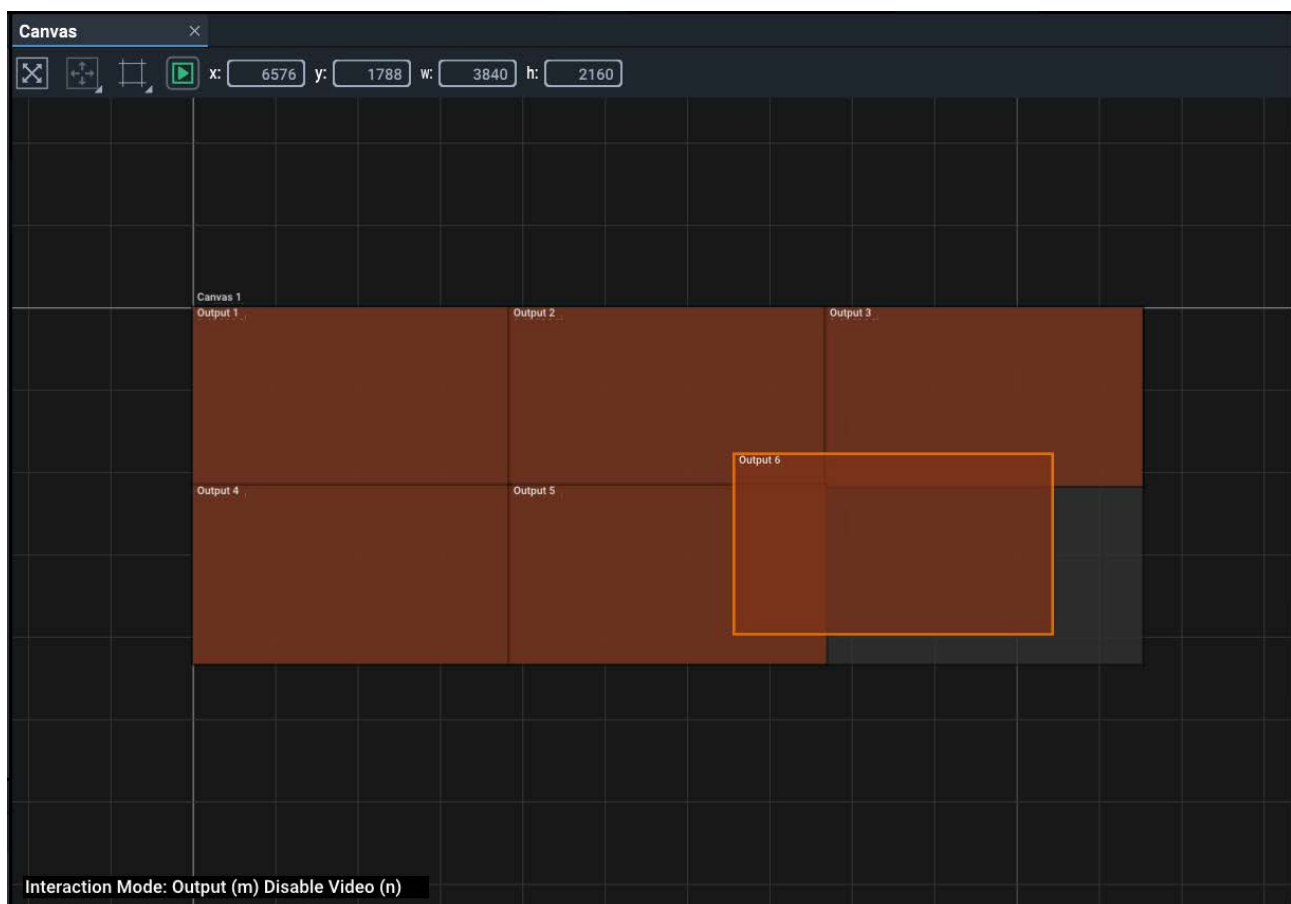 Canvas ×
x: 6576 y: 1788 w: 3840 h: 2160
Canvas 1
Output 1 Output 2 Output 3
Output 6
Output 4 Output 5
Interaction Mode: Output (m) Disable Video (n)